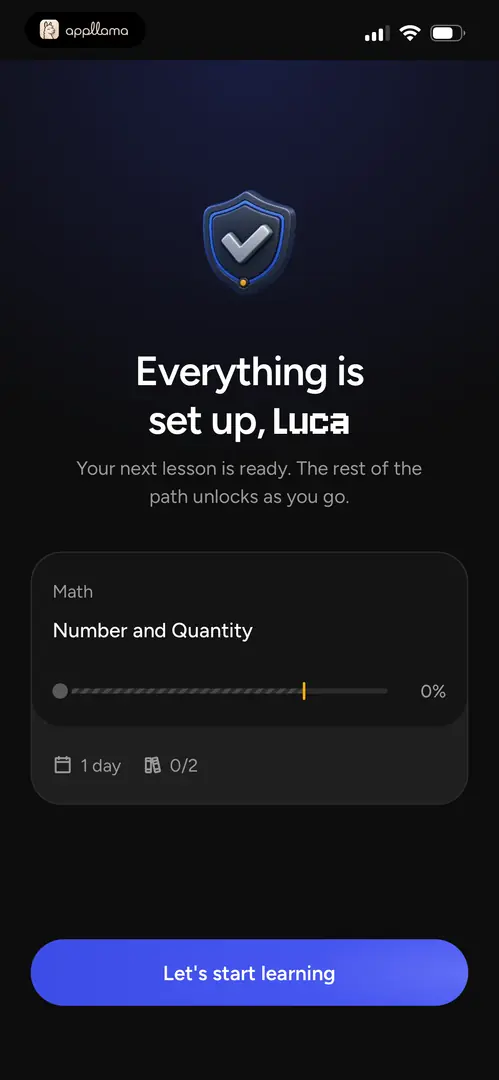 appllama
Everything is
set up, Luca
Your next lesson is ready. The rest of the
path unlocks as you go.
Math
Number and Quantity
0%
1 day 0/2
Let's start learning